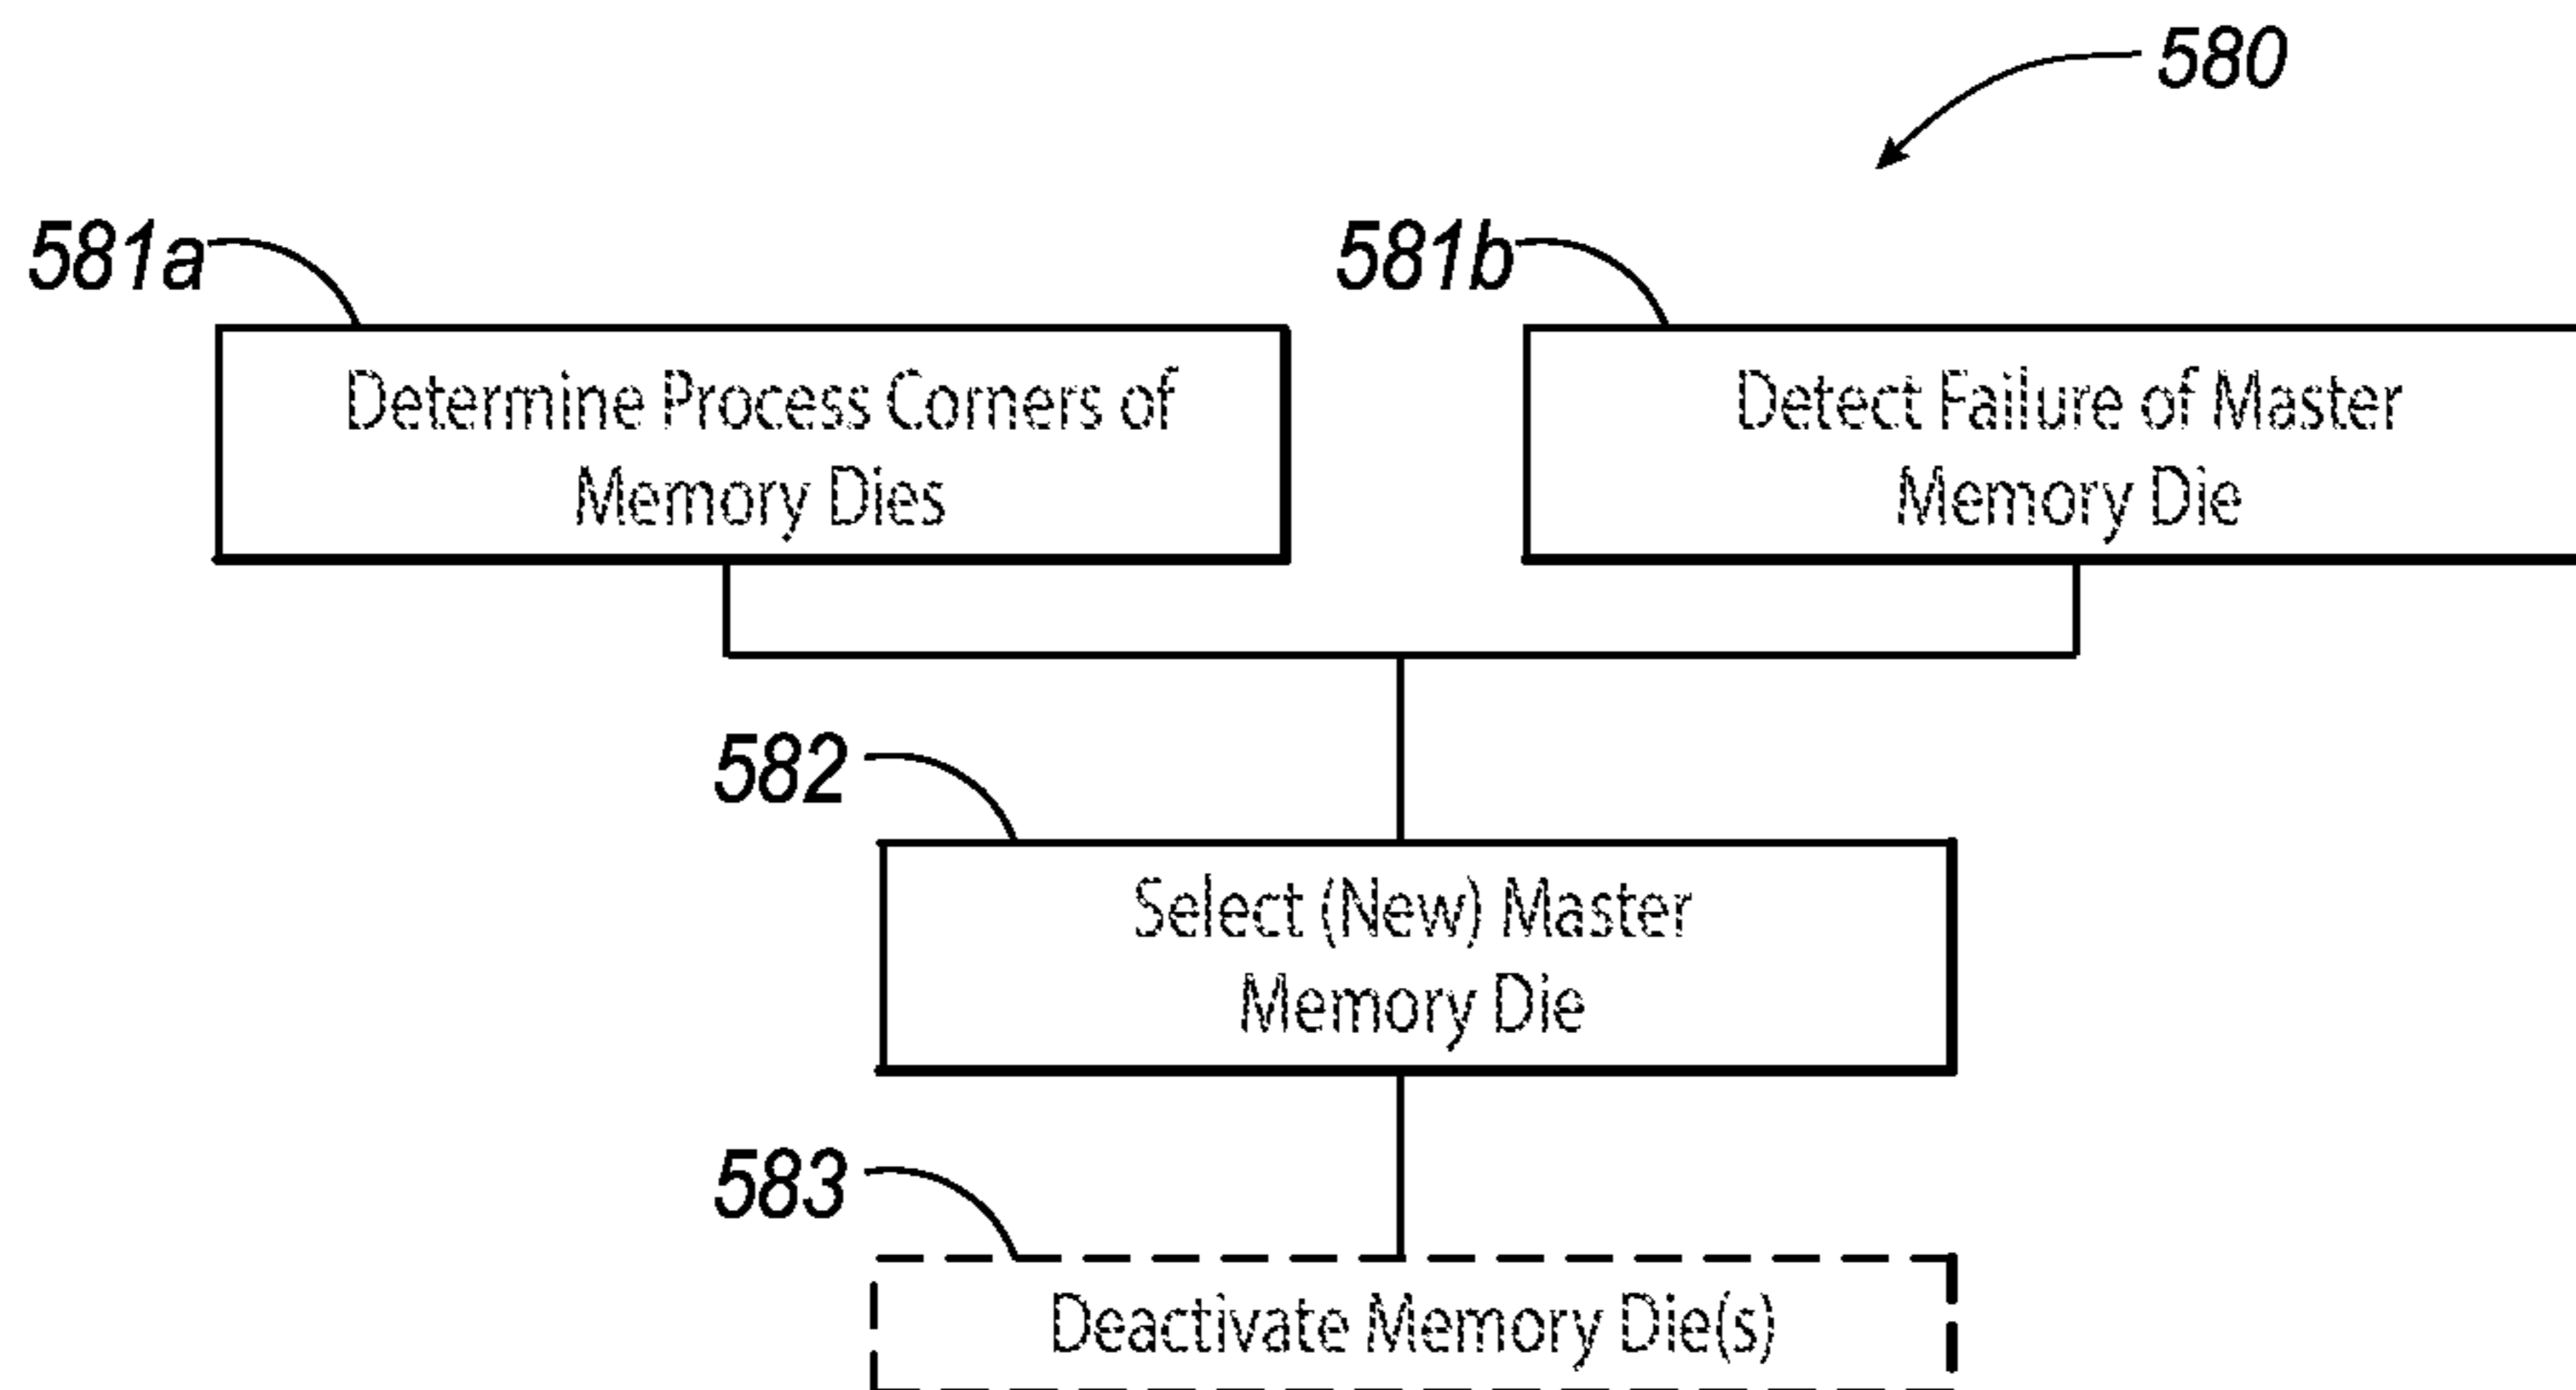 580
581a
581b
Determine Process Corners of
Memory Dies
Detect Failure of Master
Memory Die
582
Select (New) Master
Memory Die
583
Deactivate Memory Die(s)